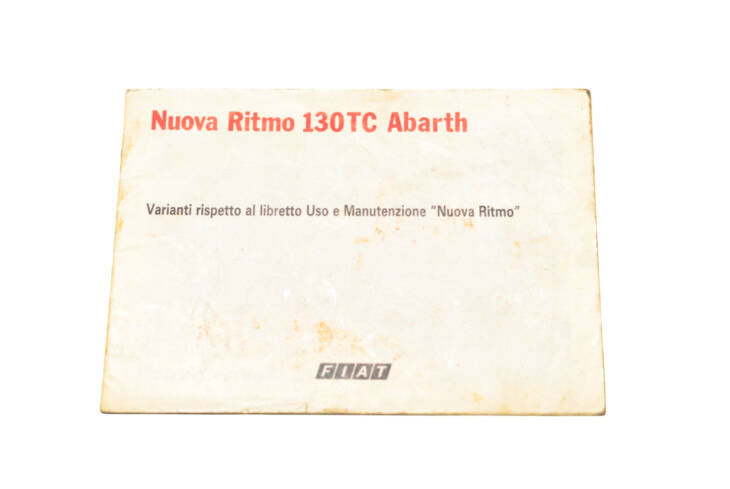 Nuova Ritmo 130TC Abarth
Varianti rispetto al libretto Uso e Manutenzione "Nuova Ritmo"
FIAT